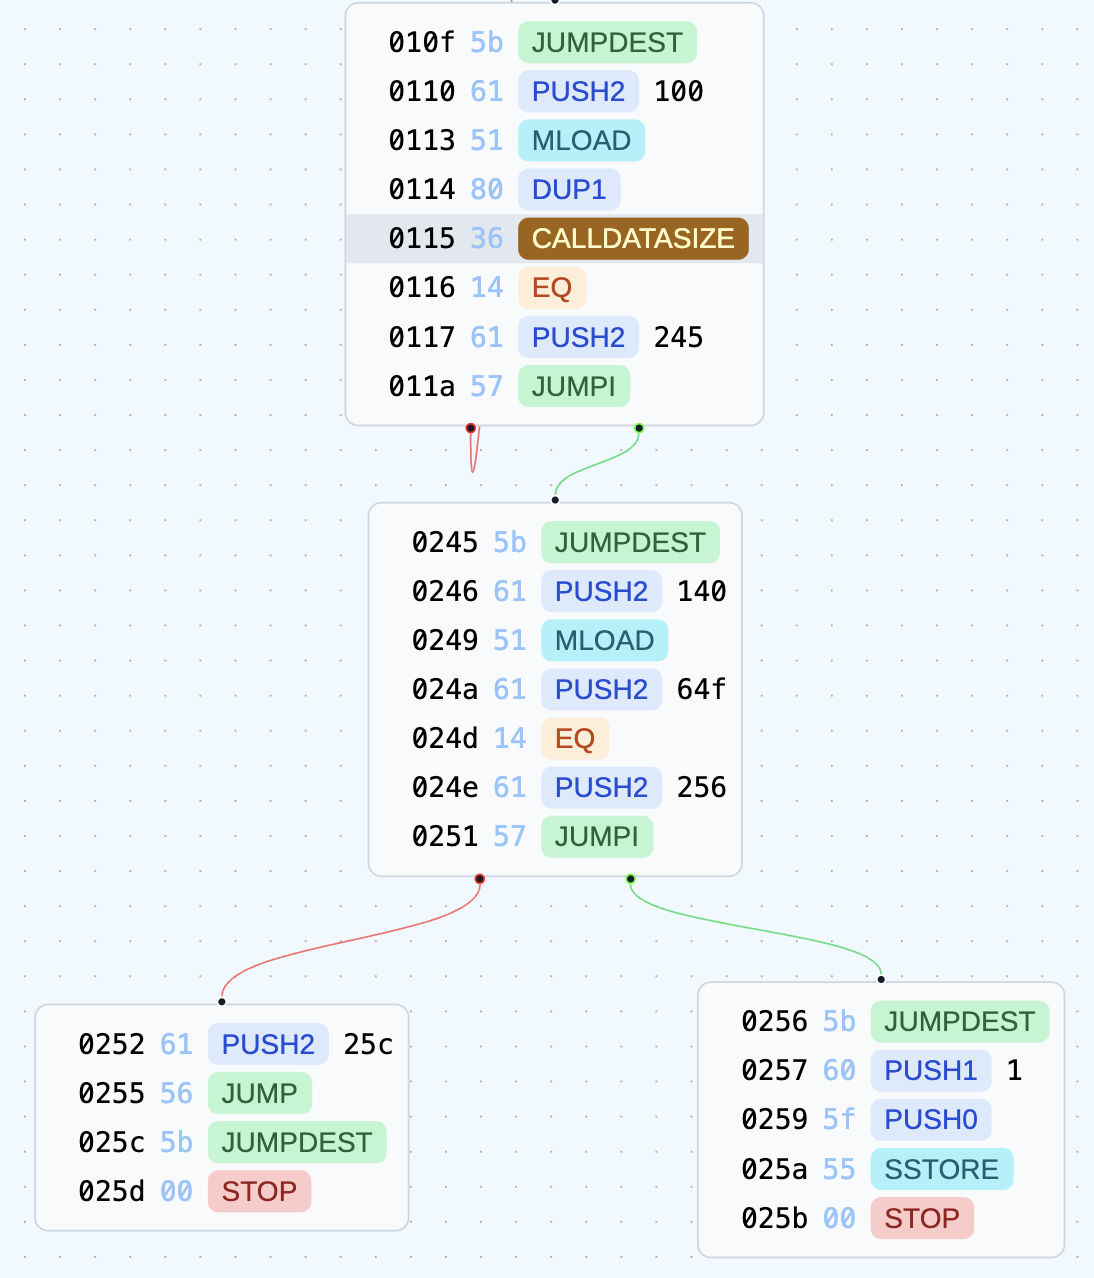 010f 5b JUMPDEST
0110 61 PUSH2 100
0113 51 MLOAD
0114 80 DUP1
0115 36 CALLDATASIZE
0116 14 EQ
0117 61 PUSH2 245
011a 57 JUMPI
0245 5b JUMPDEST
0246 61 PUSH2 140
0249 51 MLOAD
024a 61 PUSH2 64f
024d 14 EQ
024e 61 PUSH2 256
0251 57 JUMPI
0252 61 PUSH2 25c
0255 56 JUMP
025c 5b JUMPDEST
025d 00 STOP
0256 5b JUMPDEST
0257 60 PUSH1 1
0259 5f PUSH0
025a 55 SSTORE
025b 00 STOP